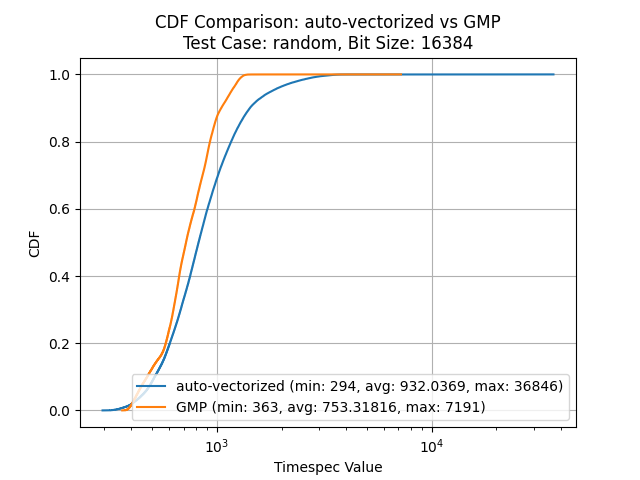 CDF Comparison: auto-vectorized vs GMP
Test Case: random, Bit Size: 16384
CDF
1.0
0.8
0.6
0.4
0.2
0.0
auto-vectorized (min: 294, avg: 932.0369, max: 36846)
GMP (min: 363, avg: 753.31816, max: 7191)
10³ 10⁴
Timespec Value